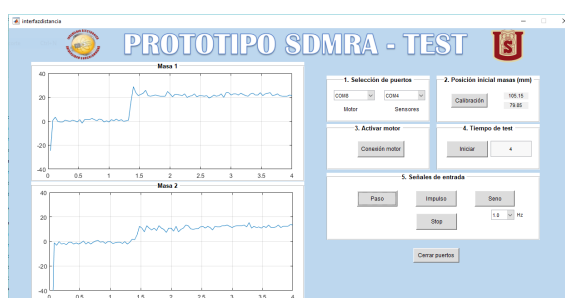 interfazdistancia
PROTOTIPO SDMRA - TEST
Masa 1
40
20
0
-20
-40
0 0.5 1 1.5 2 2.5 3 3.5 4
Masa 2
40
20
0
-20
-40
0 0.5 1 1.5 2 2.5 3 3.5 4
1. Selección de puertos
COM6 COM4
Motor Sensores
2. Posición inicial masas (mm)
Calibración
105.15
79.85
3. Activar motor
Conexión motor
4. Tiempo de test
Iniciar 4
5. Señales de entrada
Paso Impulso Seno
Stop 1.0 Hz
Cerrar puertos